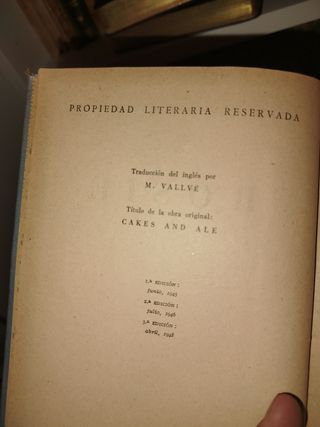 PROPIEDAD LITERARIA RESERVADA
Traducción del inglés por
M. VALLVÉ
Título de la obra original:
CAKES AND ALE
1.ª EDICIÓN:
junio, 1945
2.ª EDICIÓN:
julio, 1946
3.ª EDICIÓN:
abril, 1948